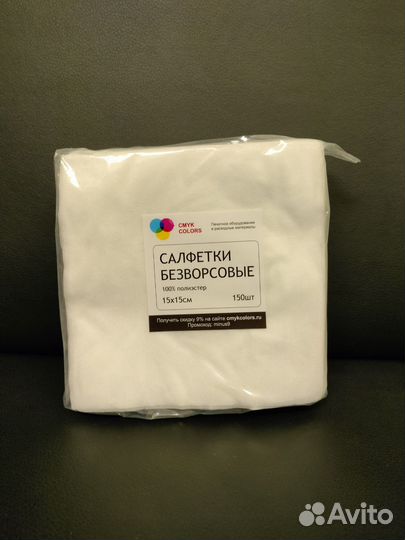 CMYK
COLORS
Печатное оборудование
и расходные материалы
САЛФЕТКИ
БЕЗВОРСОВЫЕ
100% полиэстер
15х15см 150шт
Получить скидку 9% на сайте cmykcolors.ru
Промокод: minus9
Avito